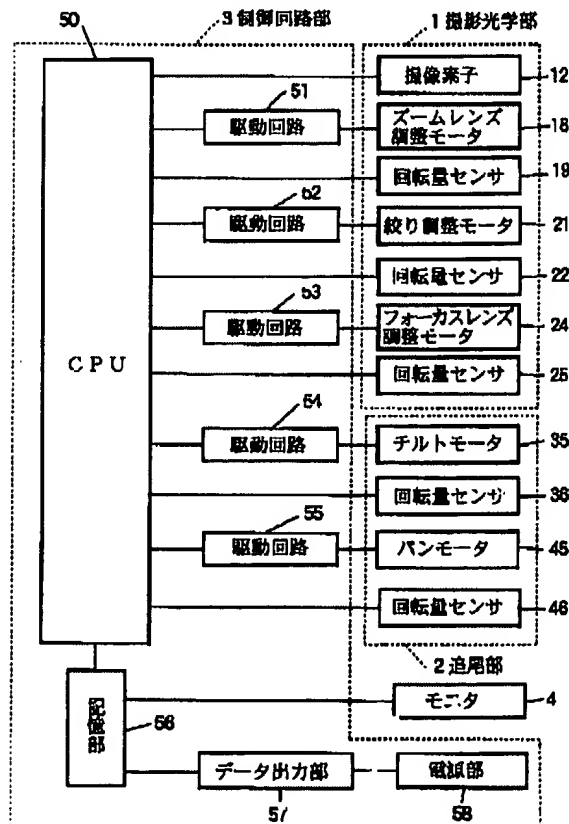 50
3 制御回路部
1 撮影光学部
撮像素子
12
51
駆動回路
ズームレンズ
調整モータ
18
回転量センサ
19
52
駆動回路
絞り調整モータ
21
回転量センサ
22
53
駆動回路
フォーカスレンズ
調整モータ
24
CPU
回転量センサ
25
54
駆動回路
チルトモータ
35
回転量センサ
36
55
駆動回路
パンモータ
45
回転量センサ
46
2 追尾部
56
モニタ
4
データ出力部
57
電源部
58